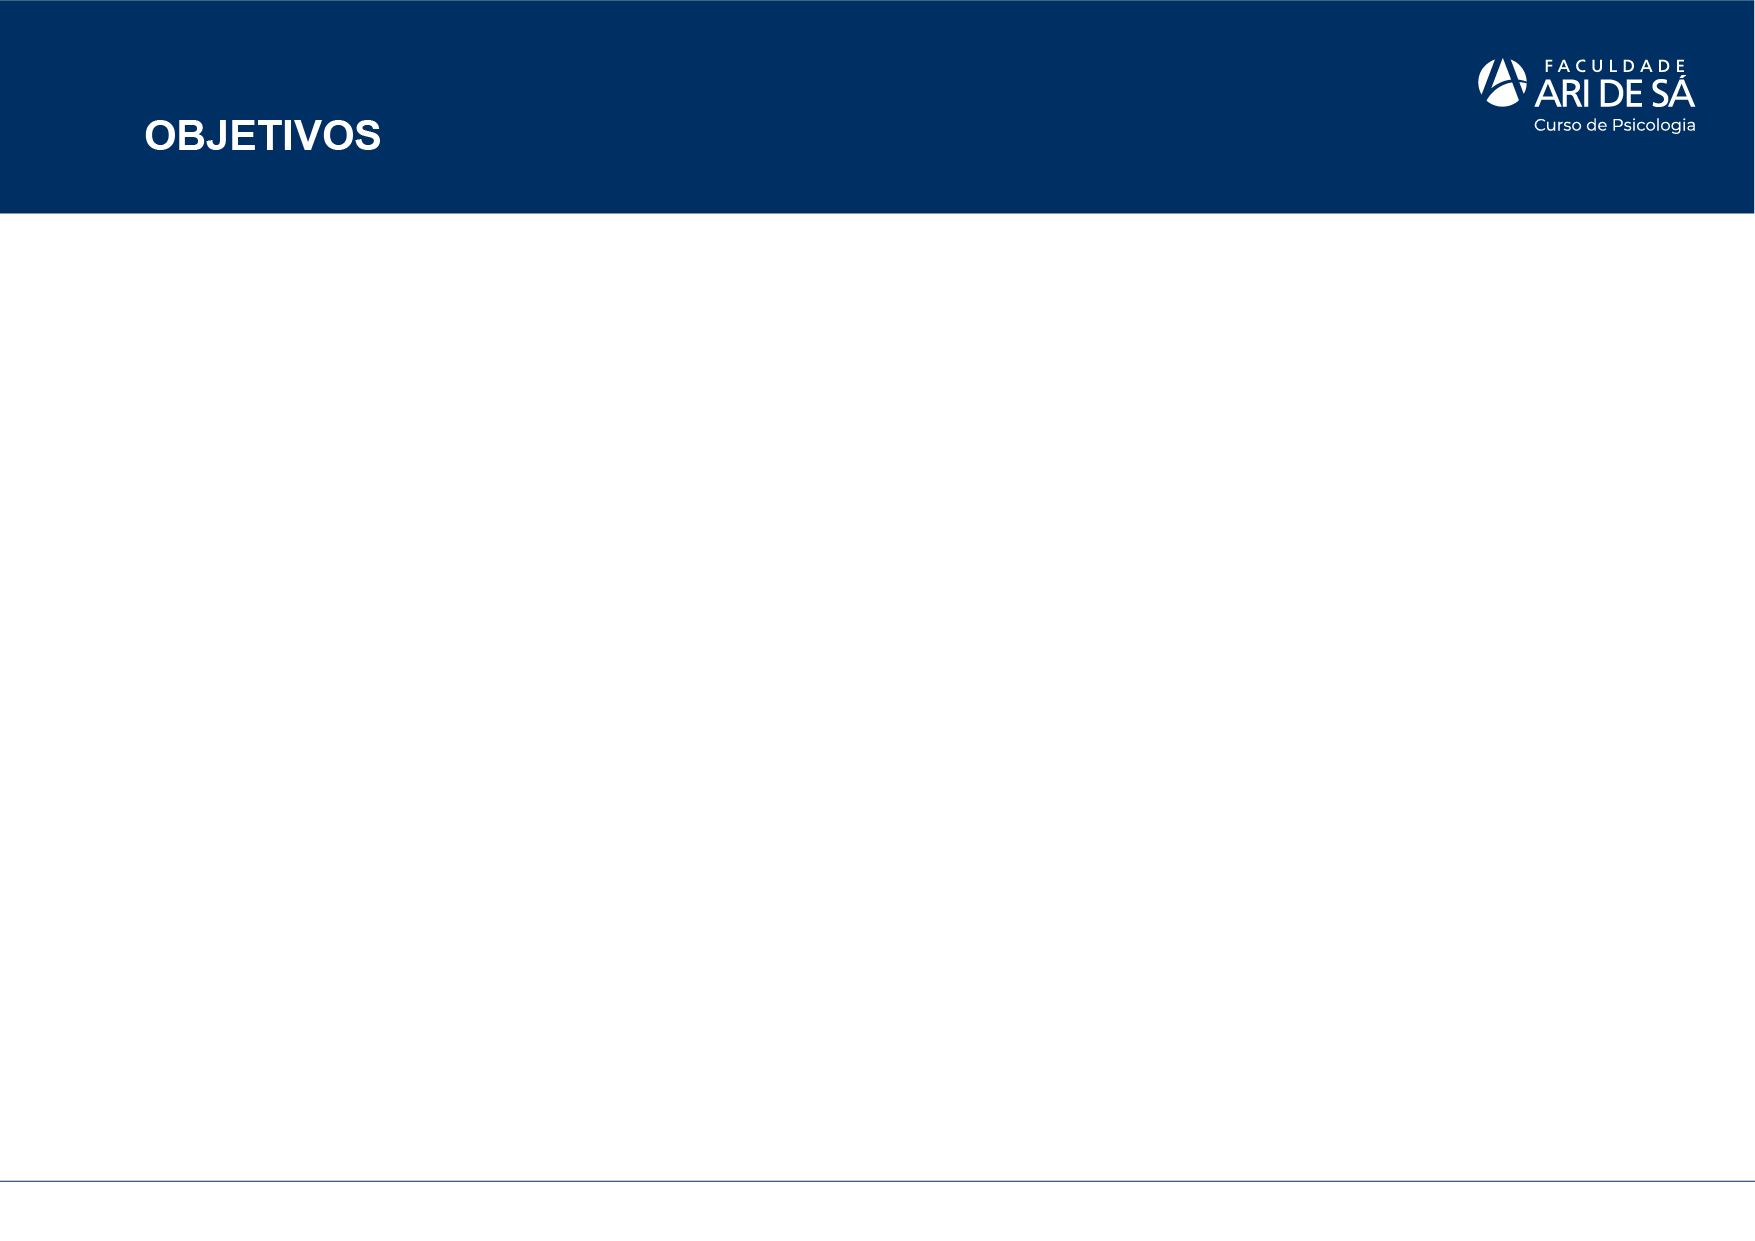 OBJETIVOS
FACULDADE
ARI DE SÁ
Curso de Psicologia